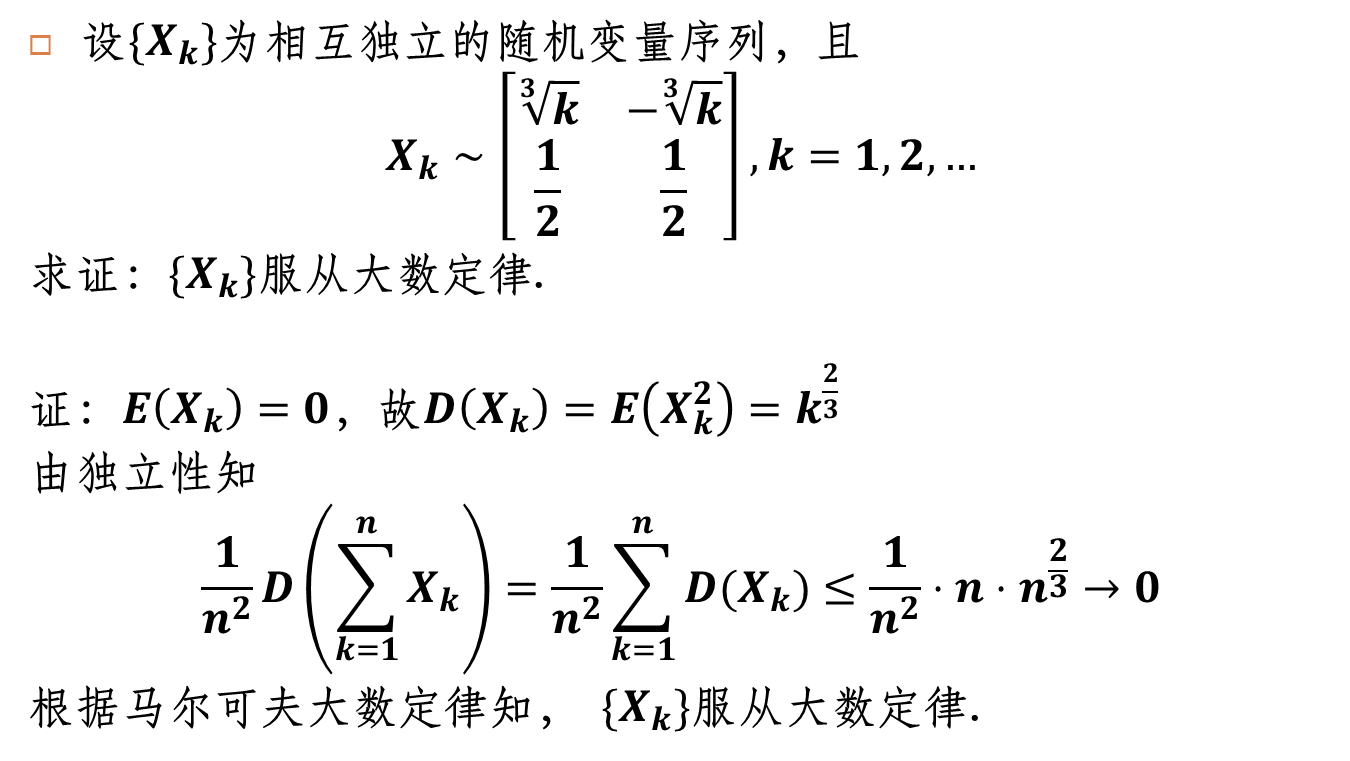 设{X_k}为相互独立的随机变量序列，且
X_k ~ [∛k  −∛k; 1/2  1/2], k = 1, 2, …
求证：{X_k}服从大数定律.
证：E(X_k) = 0，故D(X_k) = E(X_k^2) = k^{2/3}
由独立性知
1/n^2 D(∑_{k=1}^{n} X_k) = 1/n^2 ∑_{k=1}^{n} D(X_k) ≤ 1/n^2 · n · n^{2/3} → 0
根据马尔可夫大数定律知， {X_k}服从大数定律.